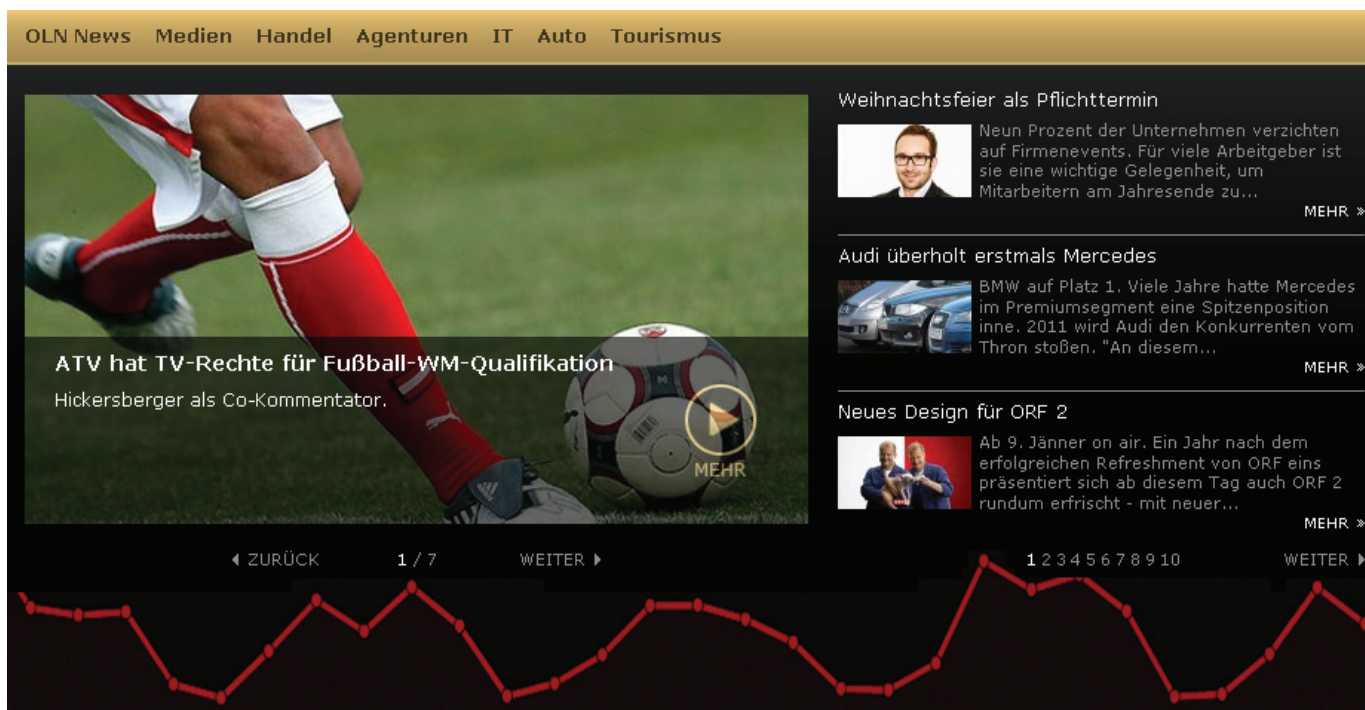 OLN News Medien Handel Agenturen IT Auto Tourismus
ATV hat TV-Rechte für Fußball-WM-Qualifikation
Hickersberger als Co-Kommentator.
MEHR
ZURÜCK 1 / 7 WEITER
Weihnachtsfeier als Pflichttermin
Neun Prozent der Unternehmen verzichten
auf Firmenevents. Für viele Arbeitgeber ist
sie eine wichtige Gelegenheit, um
Mitarbeitern am Jahresende zu...
MEHR »
Audi überholt erstmals Mercedes
BMW auf Platz 1. Viele Jahre hatte Mercedes
im Premiumsegment eine Spitzenposition
inne. 2011 wird Audi den Konkurrenten vom
Thron stoßen. "An diesem...
MEHR »
Neues Design für ORF 2
Ab 9. Jänner on air. Ein Jahr nach dem
erfolgreichen Refreshment von ORF eins
präsentiert sich ab diesem Tag auch ORF 2
rundum erfrischt - mit neuer...
MEHR »
1 2 3 4 5 6 7 8 9 10 WEITER